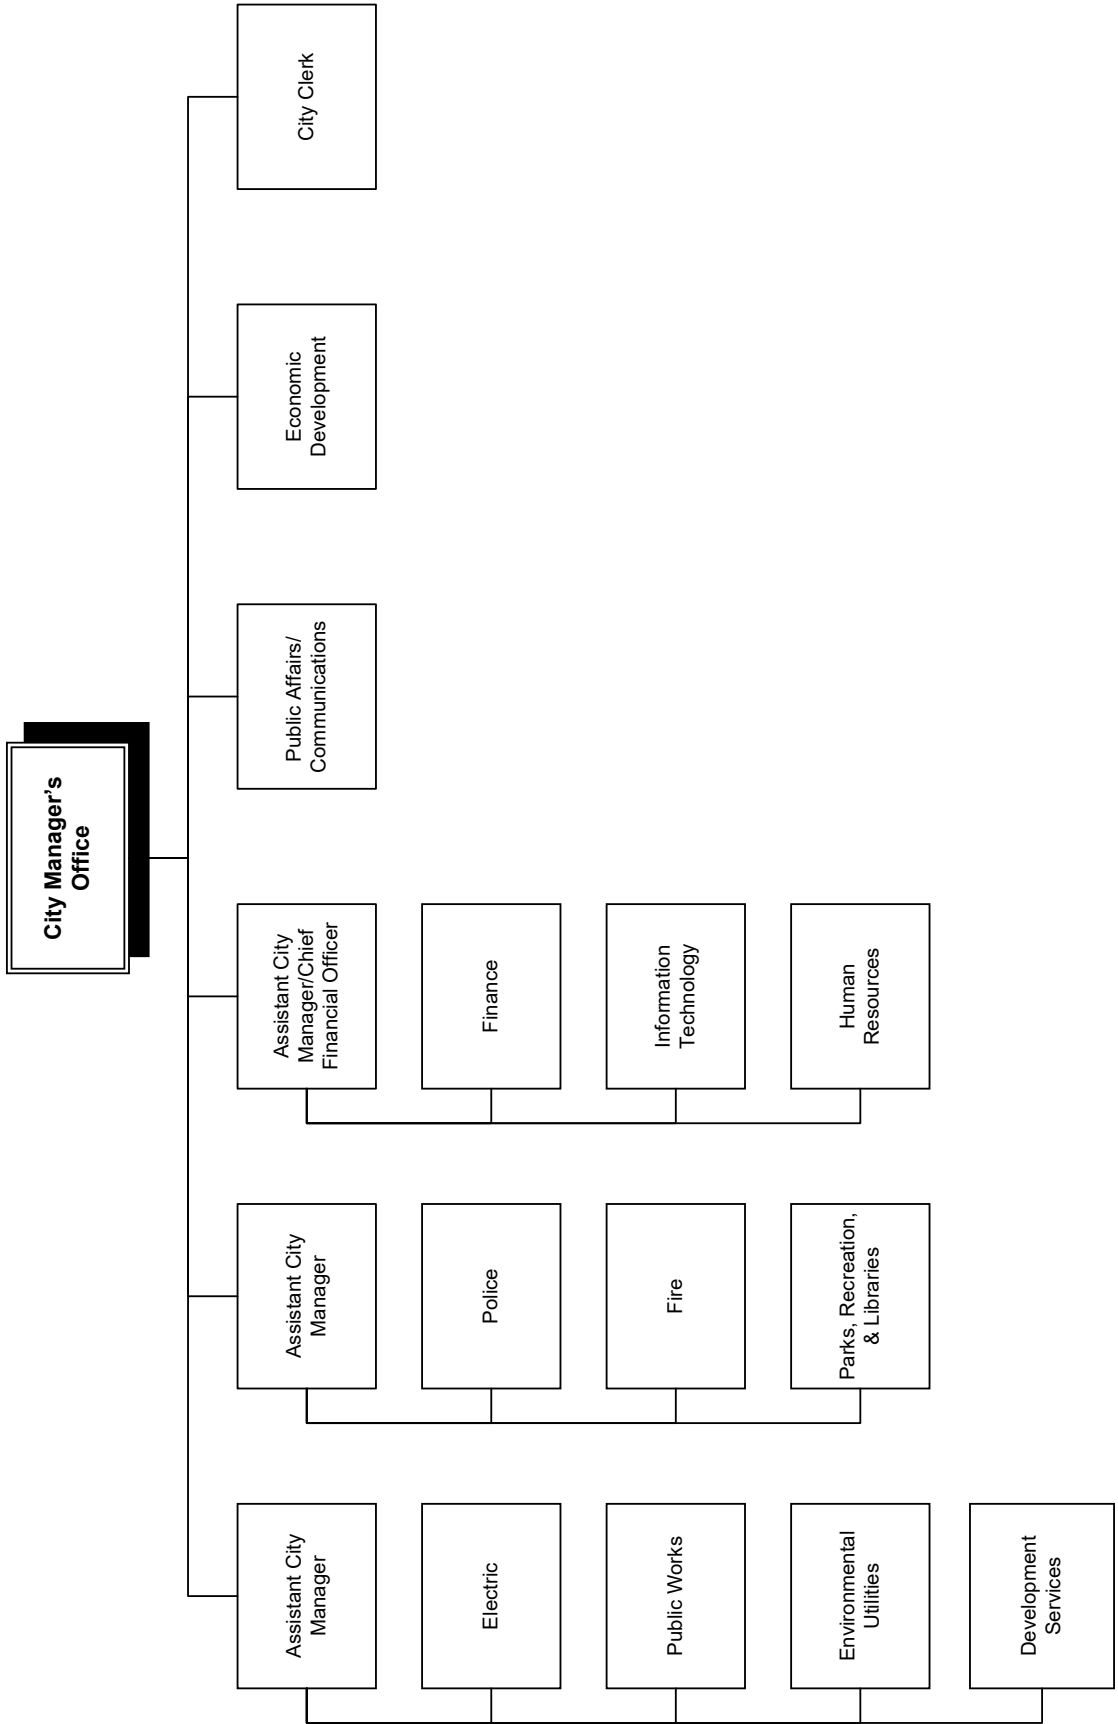 City Manager's
Office
Assistant City
Manager
Electric
Public Works
Environmental
Utilities
Development
Services
Assistant City
Manager
Police
Fire
Parks, Recreation,
& Libraries
Assistant City
Manager/Chief
Financial Officer
Finance
Information
Technology
Human
Resources
Public Affairs/
Communications
Economic
Development
City Clerk